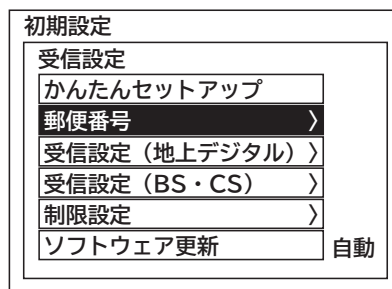 初期設定
受信設定
かんたんセットアップ
郵便番号 〉
受信設定（地上デジタル）〉
受信設定（BS・CS） 〉
制限設定 〉
ソフトウェア更新 自動